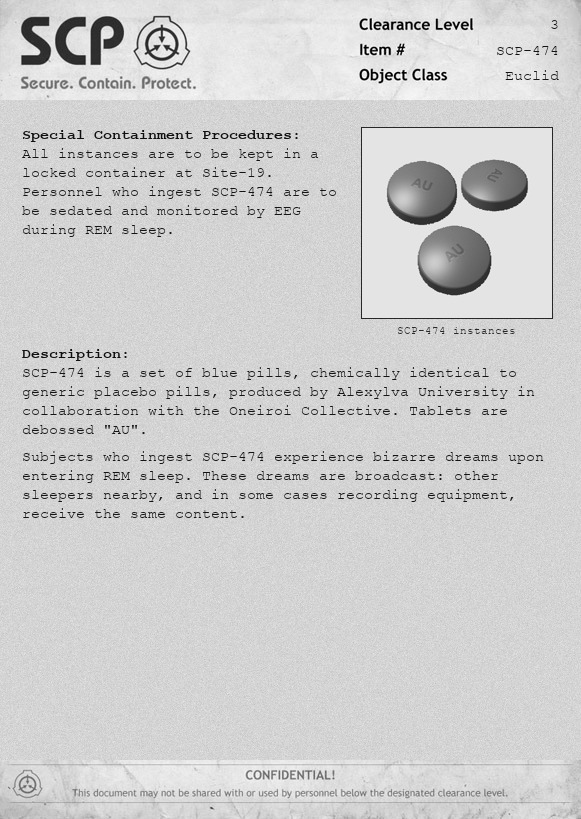 SCP
Secure. Contain. Protect.
Clearance Level 3
Item # SCP-474
Object Class Euclid
Special Containment Procedures:
All instances are to be kept in a
locked container at Site-19.
Personnel who ingest SCP-474 are to
be sedated and monitored by EEG
during REM sleep.
AU
AU
AU
SCP-474 instances
Description:
SCP-474 is a set of blue pills, chemically identical to
generic placebo pills, produced by Alexylva University in
collaboration with the Oneiroi Collective. Tablets are
debossed "AU".
Subjects who ingest SCP-474 experience bizarre dreams upon
entering REM sleep. These dreams are broadcast: other
sleepers nearby, and in some cases recording equipment,
receive the same content.
CONFIDENTIAL!
This document may not be shared with or used by personnel below the designated clearance level.